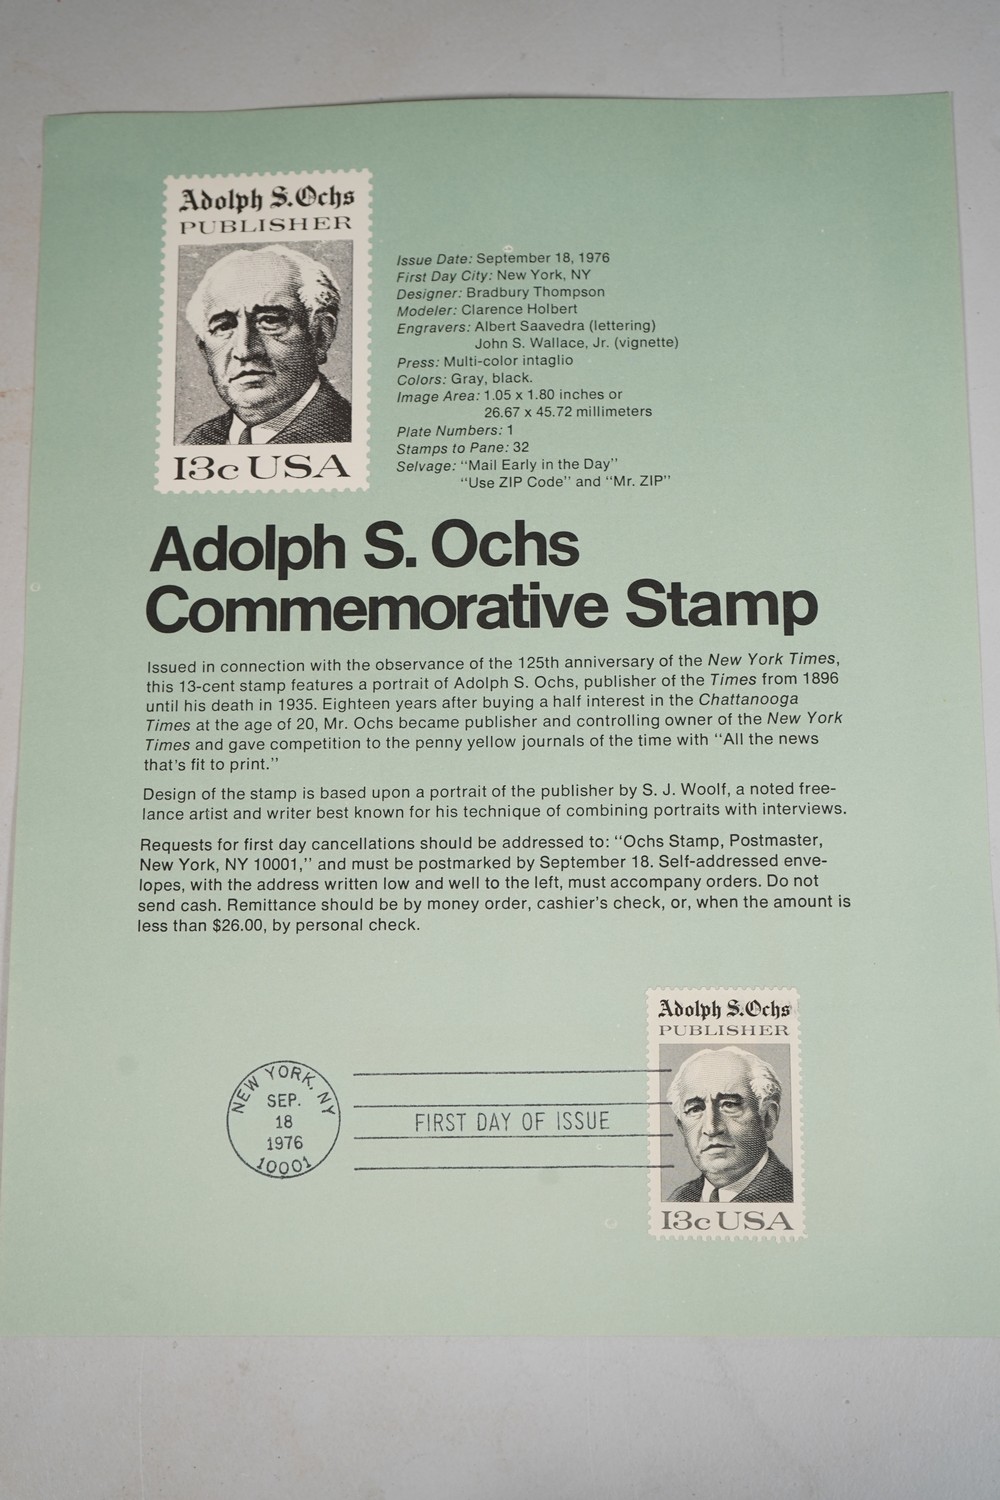 Adolph S. Ochs
PUBLISHER
13c USA
Issue Date: September 18, 1976
First Day City: New York, NY
Designer: Bradbury Thompson
Modeler: Clarence Holbert
Engravers: Albert Saavedra (lettering)
John S. Wallace, Jr. (vignette)
Press: Multi-color intaglio
Colors: Gray, black.
Image Area: 1.05 x 1.80 inches or
26.67 x 45.72 millimeters
Plate Numbers: 1
Stamps to Pane: 32
Selvage: "Mail Early in the Day"
"Use ZIP Code" and "Mr. ZIP"
Adolph S. Ochs
Commemorative Stamp
Issued in connection with the observance of the 125th anniversary of the New York Times,
this 13-cent stamp features a portrait of Adolph S. Ochs, publisher of the Times from 1896
until his death in 1935. Eighteen years after buying a half interest in the Chattanooga
Times at the age of 20, Mr. Ochs became publisher and controlling owner of the New York
Times and gave competition to the penny yellow journals of the time with "All the news
that's fit to print."
Design of the stamp is based upon a portrait of the publisher by S. J. Woolf, a noted free-
lance artist and writer best known for his technique of combining portraits with interviews.
Requests for first day cancellations should be addressed to: "Ochs Stamp, Postmaster,
New York, NY 10001," and must be postmarked by September 18. Self-addressed enve-
lopes, with the address written low and well to the left, must accompany orders. Do not
send cash. Remittance should be by money order, cashier's check, or, when the amount is
less than $26.00, by personal check.
NEW YORK, NY
SEP.
18
1976
10001
FIRST DAY OF ISSUE
Adolph S. Ochs
PUBLISHER
13c USA